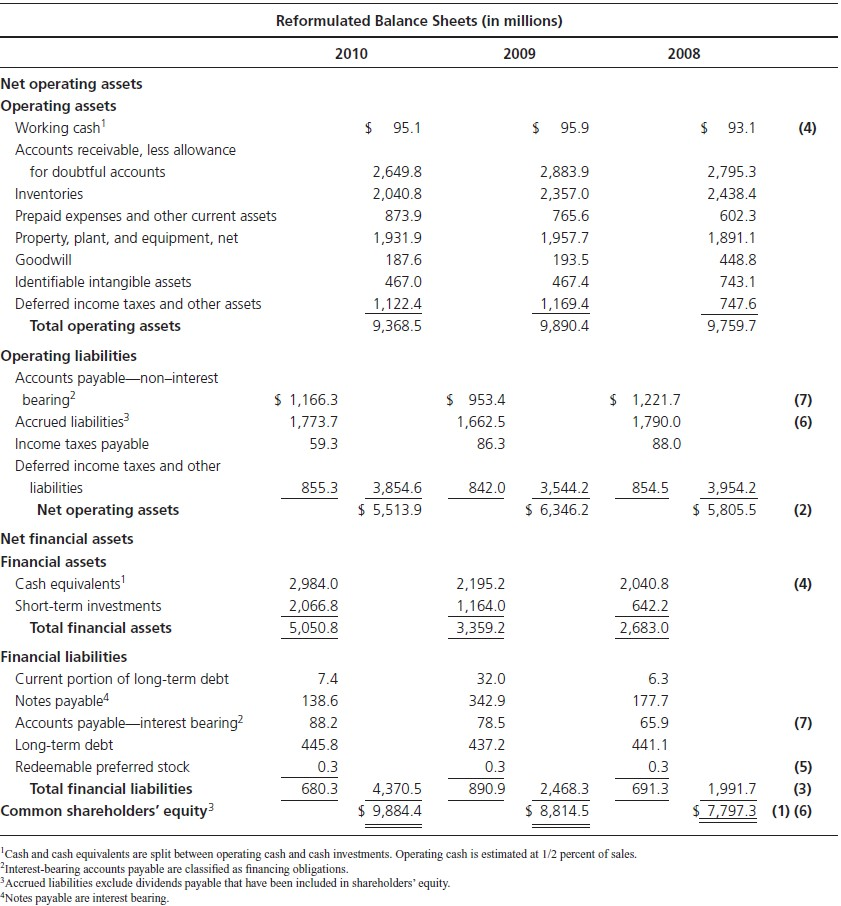 Reformulated Balance Sheets (in millions)
2010 2009 2008
Net operating assets
Operating assets
Working cash¹ $ 95.1 $ 95.9 $ 93.1 (4)
Accounts receivable, less allowance
for doubtful accounts 2,649.8 2,883.9 2,795.3
Inventories 2,040.8 2,357.0 2,438.4
Prepaid expenses and other current assets 873.9 765.6 602.3
Property, plant, and equipment, net 1,931.9 1,957.7 1,891.1
Goodwill 187.6 193.5 448.8
Identifiable intangible assets 467.0 467.4 743.1
Deferred income taxes and other assets 1,122.4 1,169.4 747.6
Total operating assets 9,368.5 9,890.4 9,759.7
Operating liabilities
Accounts payable—non–interest
bearing² $ 1,166.3 $ 953.4 $ 1,221.7 (7)
Accrued liabilities³ 1,773.7 1,662.5 1,790.0 (6)
Income taxes payable 59.3 86.3 88.0
Deferred income taxes and other
liabilities 855.3 3,854.6 842.0 3,544.2 854.5 3,954.2
Net operating assets $ 5,513.9 $ 6,346.2 $ 5,805.5 (2)
Net financial assets
Financial assets
Cash equivalents¹ 2,984.0 2,195.2 2,040.8 (4)
Short-term investments 2,066.8 1,164.0 642.2
Total financial assets 5,050.8 3,359.2 2,683.0
Financial liabilities
Current portion of long-term debt 7.4 32.0 6.3
Notes payable⁴ 138.6 342.9 177.7
Accounts payable—interest bearing² 88.2 78.5 65.9 (7)
Long-term debt 445.8 437.2 441.1
Redeemable preferred stock 0.3 0.3 0.3 (5)
Total financial liabilities 680.3 4,370.5 890.9 2,468.3 691.3 1,991.7 (3)
Common shareholders' equity³ $ 9,884.4 $ 8,814.5 $ 7,797.3 (1) (6)
¹Cash and cash equivalents are split between operating cash and cash investments. Operating cash is estimated at 1/2 percent of sales.
²Interest-bearing accounts payable are classified as financing obligations.
³Accrued liabilities exclude dividends payable that have been included in shareholders' equity.
⁴Notes payable are interest bearing.